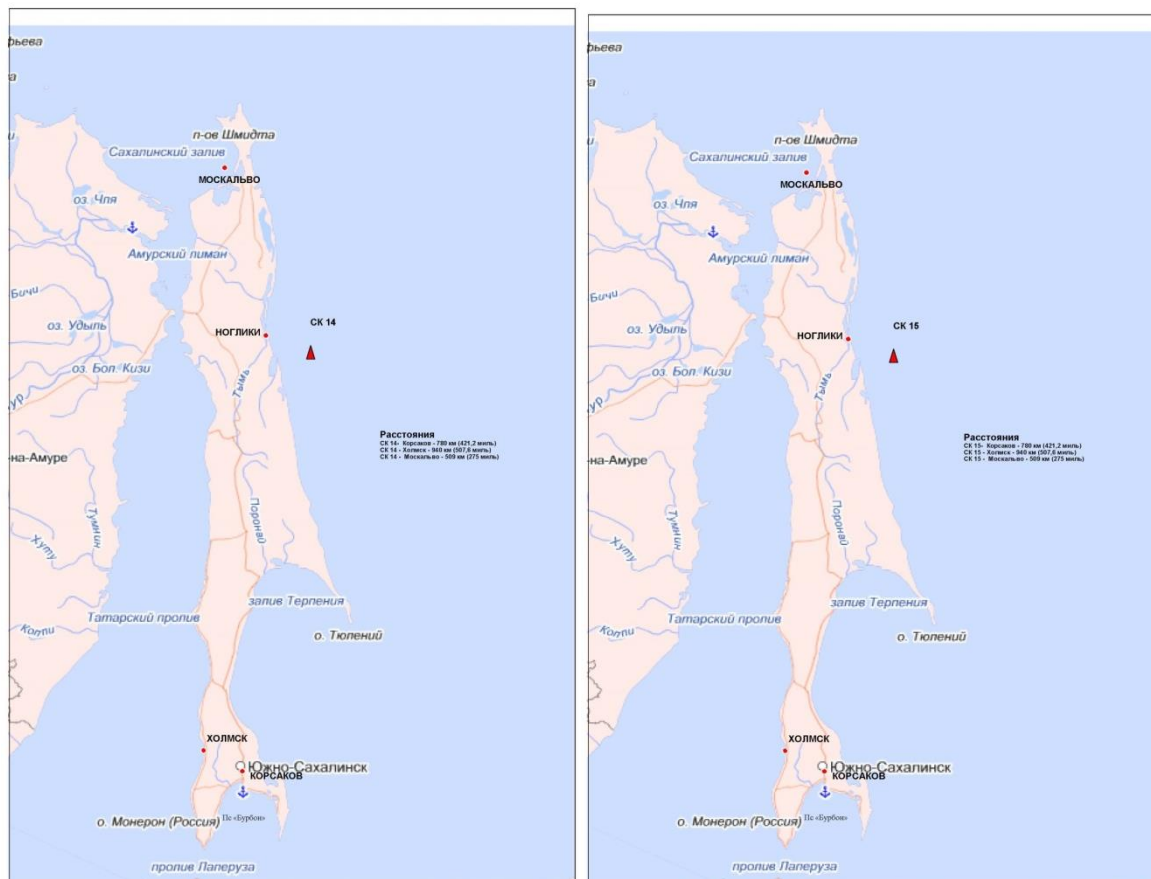 рьева
а
п-ов Шмидта
и
Сахалинский залив
МОСКАЛЬВО
оз. Чля
Амурский лиман
Бичи
оз. Удыль
НОГЛИКИ
СК 14
оз. Бол. Кизи
ур
Тымь
Расстояния
СК 14- Корсаков - 780 км (421,2 миль)
СК 14 - Холмск - 940 км (507,6 миль)
СК 14 - Москальво - 509 км (275 миль)
-на-Амуре
Поронай
Тумнин
Хуту
залив Терпения
Татарский пролив
Коппи
о. Тюлений
ХОЛМСК
Южно-Сахалинск
КОРСАКОВ
о. Монерон (Россия)
Пс «Бурбон»
пролив Лаперуза
рьева
а
п-ов Шмидта
и
Сахалинский залив
МОСКАЛЬВО
оз. Чля
Амурский лиман
Бичи
оз. Удыль
НОГЛИКИ
СК 15
оз. Бол. Кизи
ур
Тымь
Расстояния
СК 15- Корсаков - 780 км (421,2 миль)
СК 15 - Холмск - 940 км (507,6 миль)
СК 15 - Москальво - 509 км (275 миль)
-на-Амуре
Поронай
Тумнин
Хуту
залив Терпения
Татарский пролив
Коппи
о. Тюлений
ХОЛМСК
Южно-Сахалинск
КОРСАКОВ
о. Монерон (Россия)
Пс «Бурбон»
пролив Лаперуза